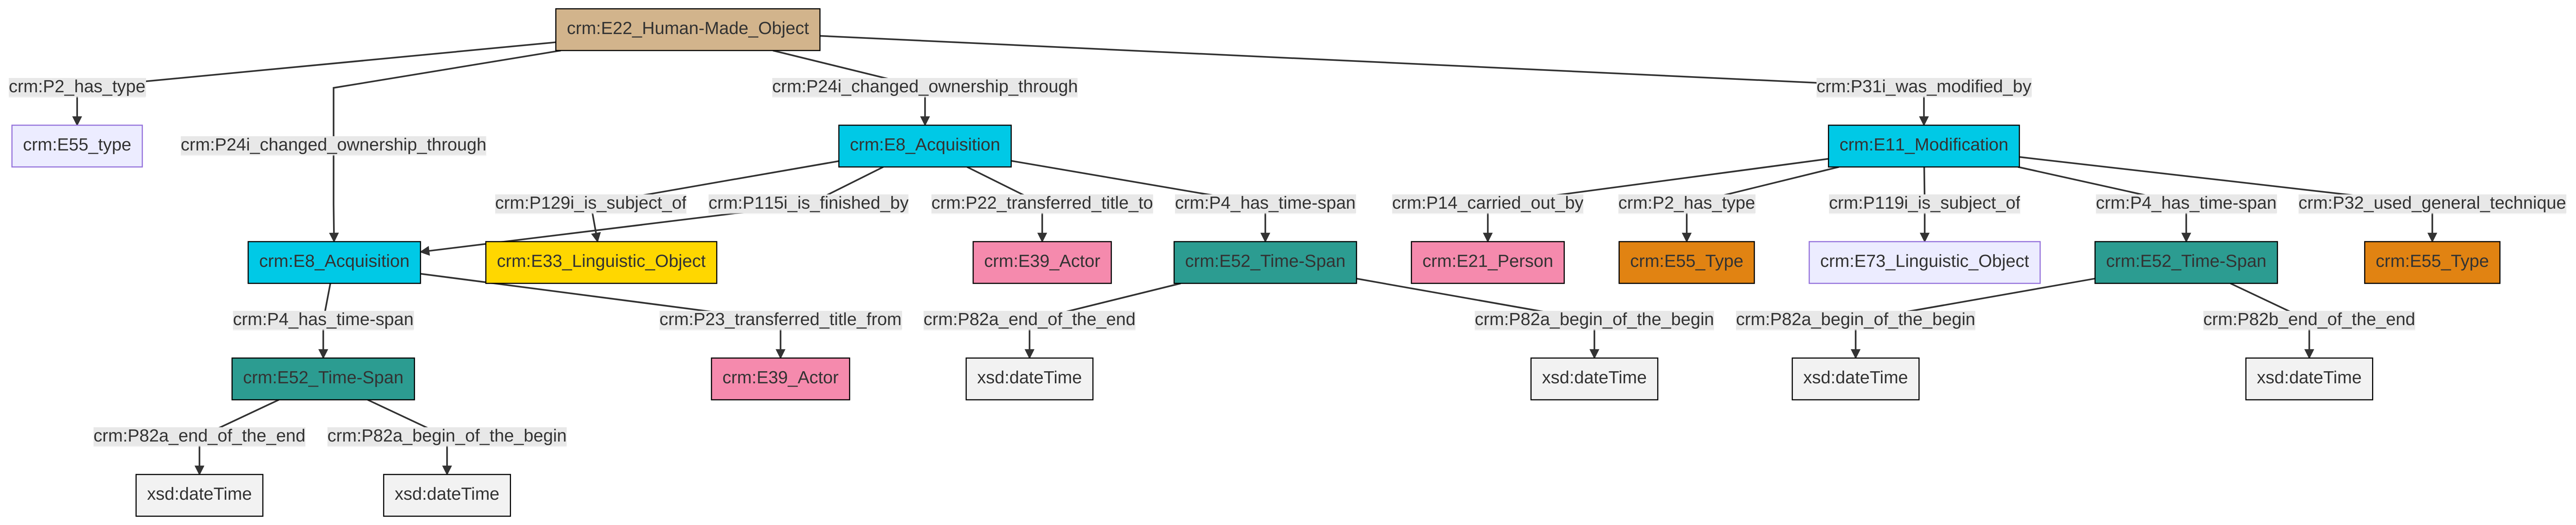 crm:E22_Human-Made_Object
crm:P2_has_type
crm:P24i_changed_ownership_through
crm:P31i_was_modified_by
crm:P24i_changed_ownership_through
crm:E55_type
crm:E8_Acquisition
crm:E11_Modification
crm:P129i_is_subject_of
crm:P115i_is_finished_by
crm:P22_transferred_title_to
crm:P4_has_time-span
crm:P14_carried_out_by
crm:P2_has_type
crm:P119i_is_subject_of
crm:P4_has_time-span
crm:P32_used_general_technique
crm:E8_Acquisition
crm:E33_Linguistic_Object
crm:E39_Actor
crm:E52_Time-Span
crm:E21_Person
crm:E55_Type
crm:E73_Linguistic_Object
crm:E52_Time-Span
crm:E55_Type
crm:P4_has_time-span
crm:P23_transferred_title_from
crm:P82a_end_of_the_end
crm:P82a_begin_of_the_begin
crm:P82a_begin_of_the_begin
crm:P82b_end_of_the_end
crm:E52_Time-Span
crm:E39_Actor
xsd:dateTime
xsd:dateTime
xsd:dateTime
xsd:dateTime
crm:P82a_end_of_the_end
crm:P82a_begin_of_the_begin
xsd:dateTime
xsd:dateTime